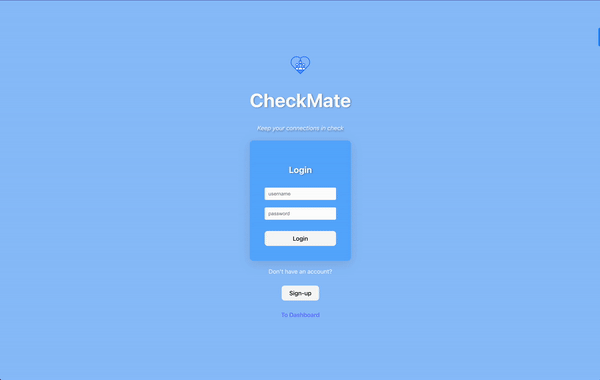 CheckMate
Keep your connections in check
Login
username
password
Login
Don't have an account?
Sign-up
To Dashboard